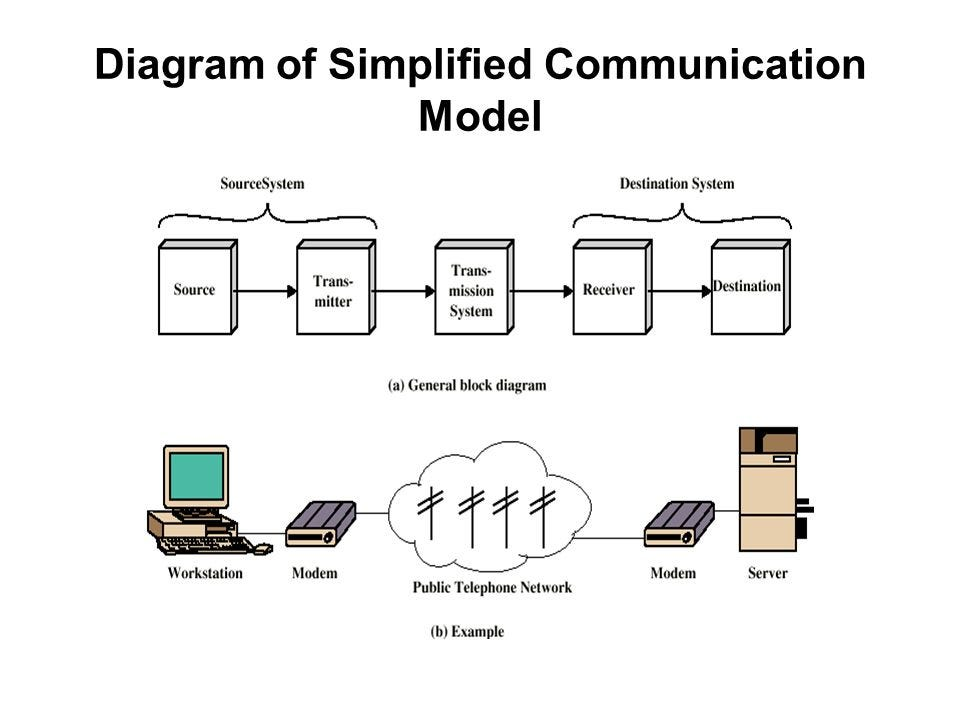 Diagram of Simplified Communication
Model
SourceSystem
Destination System
Source
Trans-
mitter
Trans-
mission
System
Receiver
Destination
(a) General block diagram
Workstation
Modem
Public Telephone Network
Modem
Server
(b) Example